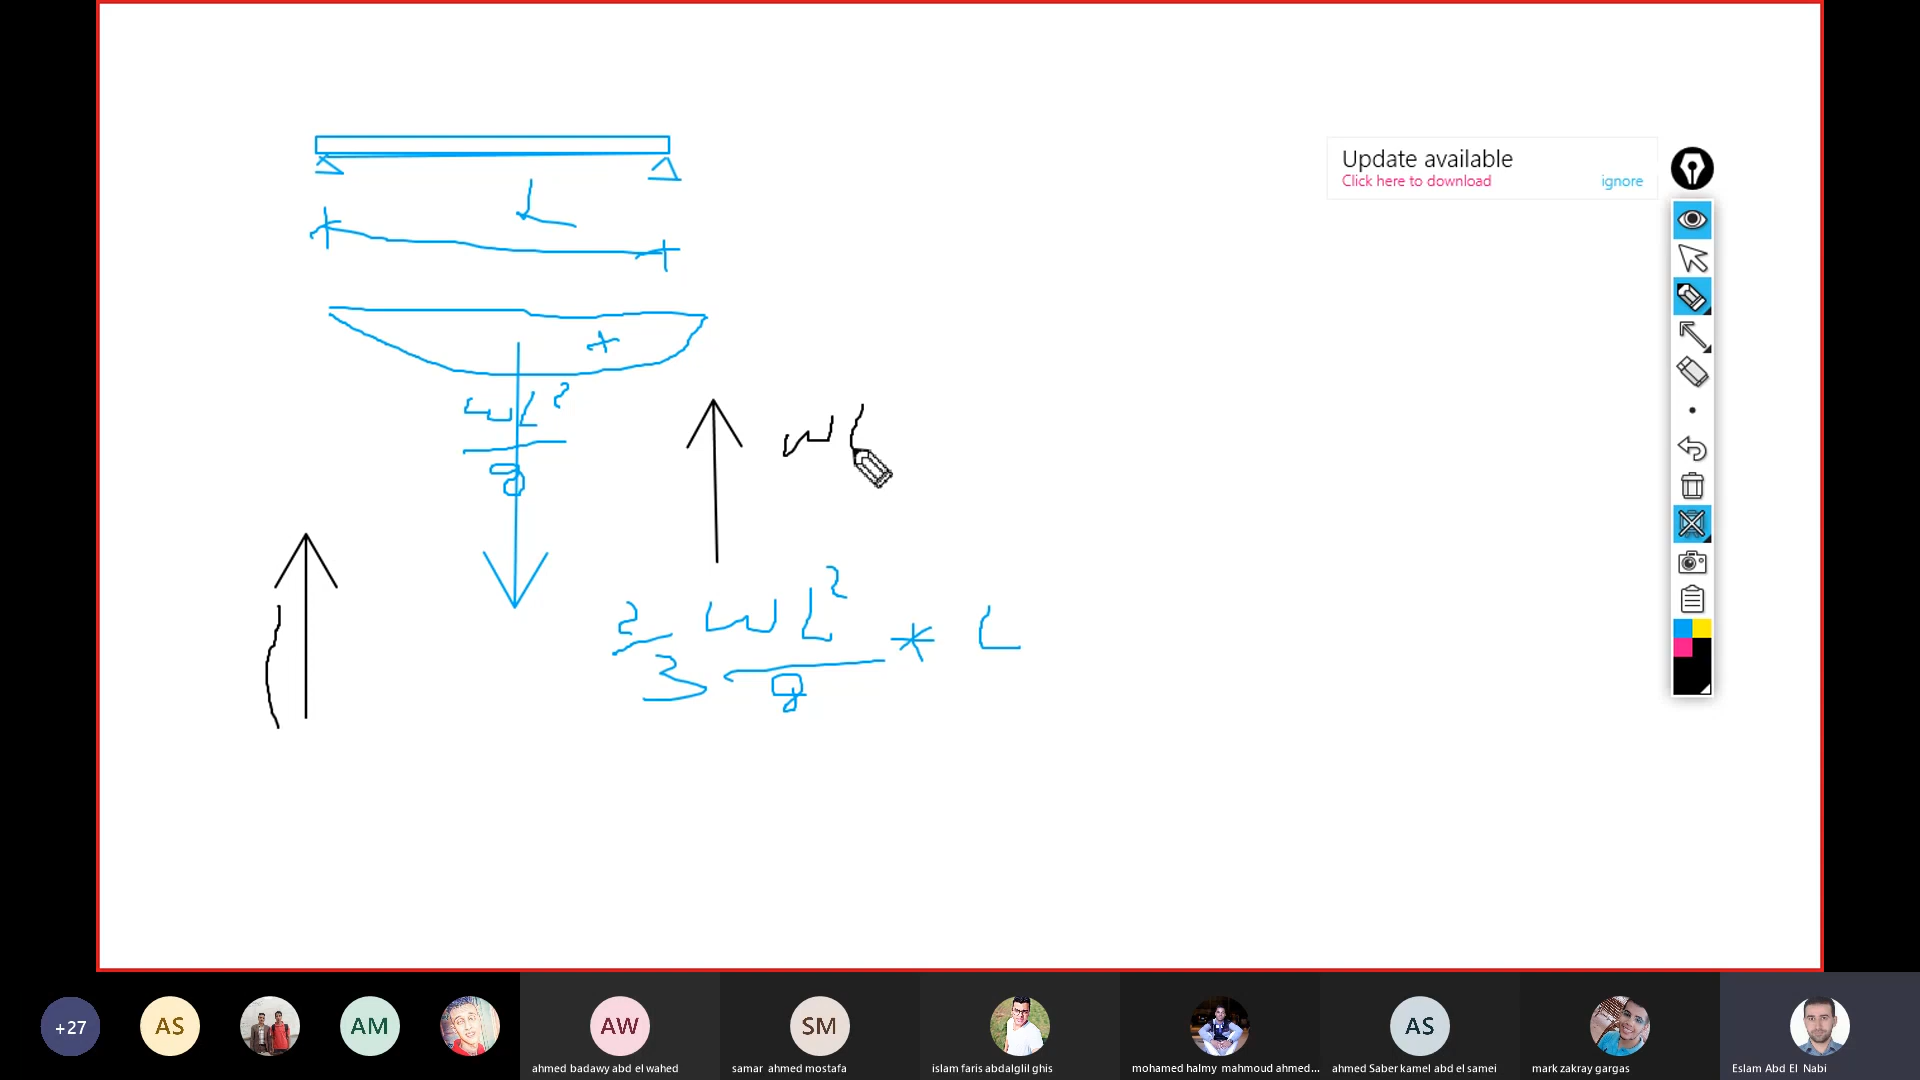 Update available
Click here to download ignore
L
+
wL²
8
wL
2 wL² * L
3 8
+27 AS AM AW SM AS
ahmed badawy abd el wahed samar ahmed mostafa islam faris abdalglil ghis mohamed halmy mahmoud ahmed... ahmed Saber kamel abd el samei mark zakray gargas Eslam Abd El Nabi